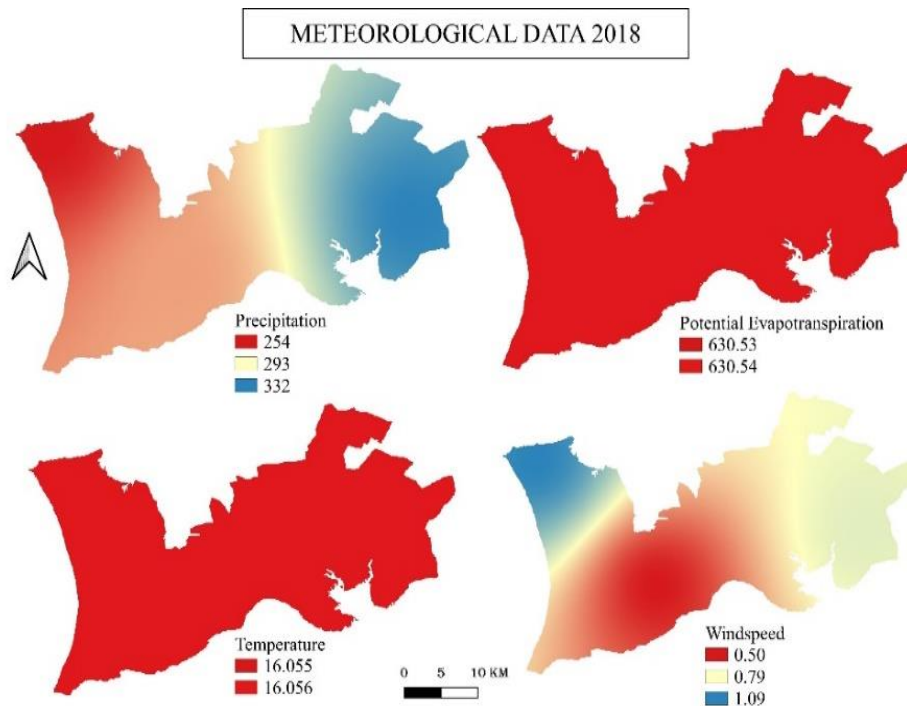 METEOROLOGICAL DATA 2018
Precipitation
254
293
332
Potential Evapotranspiration
630.53
630.54
Temperature
16.055
16.056
0 5 10 KM
Windspeed
0.50
0.79
1.09